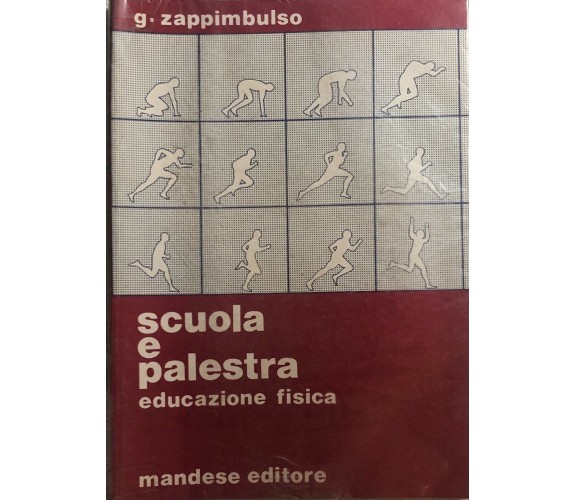 g. zappimbulso
scuola
e
palestra
educazione fisica
mandese editore